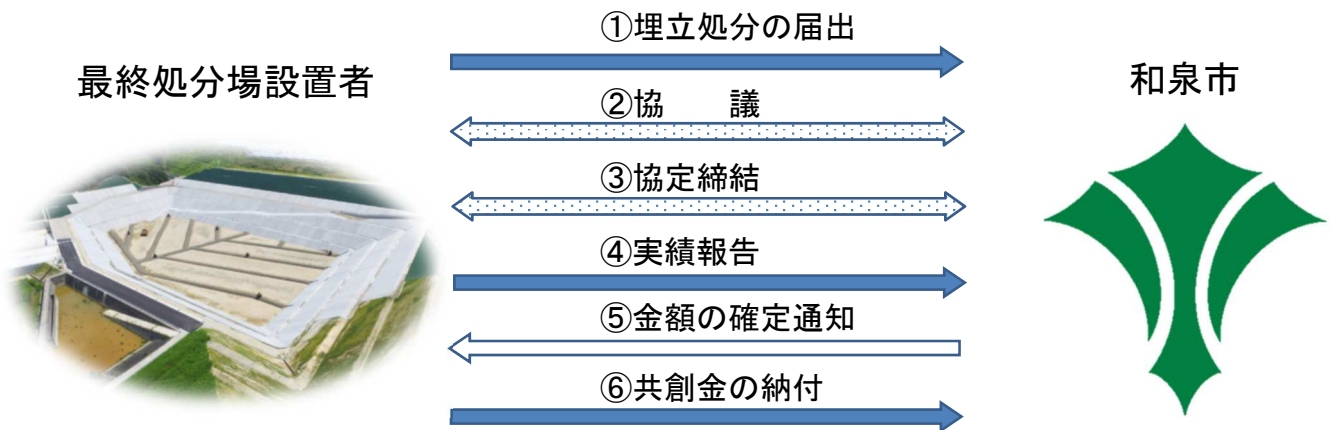 ①埋立処分の届出
最終処分場設置者
和泉市
②協　　議
③協定締結
④実績報告
⑤金額の確定通知
⑥共創金の納付